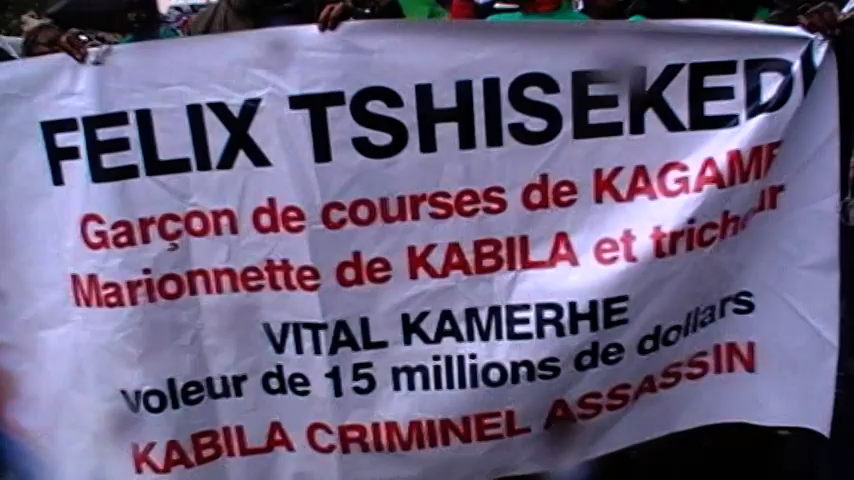 FELIX TSHISEKEDI
Garçon de courses de KAGAME
Marionnette de KABILA et tricheur
VITAL KAMERHE
voleur de 15 millions de dollars
KABILA CRIMINEL ASSASSIN